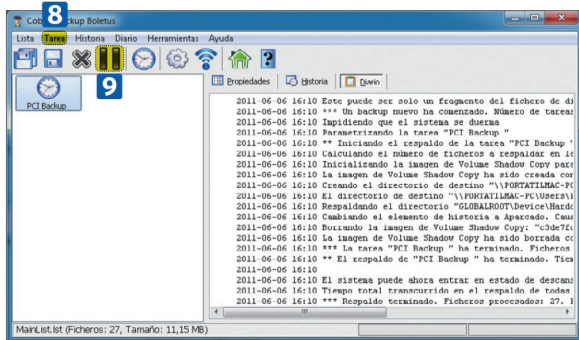 8
Cob ckup Boletus
Lista Tarea Historia Diario Herramientas Ayuda
9
PCI Backup
Propiedades Historia Diario
2011-06-06 16:10 Este puede ser solo un fragmento del fichero de di
2011-06-06 16:10 *** Un backup nuevo ha comenzado. Número de tareas
2011-06-06 16:10 Impidiendo que el sistema se duerma
2011-06-06 16:10 Parametrizando la tarea "PCI Backup "
2011-06-06 16:10 ** Iniciando el respaldo de la tarea "PCI Backup "
2011-06-06 16:10 Calculando el número de ficheros a respaldar en la
2011-06-06 16:10 Inicializando la imagen de Volume Shadow Copy para
2011-06-06 16:10 La imagen de Volume Shadow Copy ha sido creada con
2011-06-06 16:10 Creando el directorio de destino "\\PORTATILMAC-PC
2011-06-06 16:10 El directorio de destino "\\PORTATILMAC-PC\Users\
2011-06-06 16:10 Respaldando el directorio "GLOBALROOT\Device\Hardd
2011-06-06 16:10 Cambiando el elemento de historia a Aparcado. Cau
2011-06-06 16:10 Borrando la imagen de Volume Shadow Copy: "c3de7f
2011-06-06 16:10 La imagen de Volume Shadow Copy ha sido borrada co
2011-06-06 16:10 *** La tarea "PCI Backup " ha terminado. Ficheros
2011-06-06 16:10 ** El respaldo de "PCI Backup " ha terminado. Tie
2011-06-06 16:10
2011-06-06 16:10 El sistema puede ahora entrar en estado de descans
2011-06-06 16:10 Tiempo total transcurrido en el respaldo de todas
2011-06-06 16:10 *** Respaldo terminado. Ficheros procesados: 27.
MainList.lst (Ficheros: 27, Tamaño: 11,15 MB)